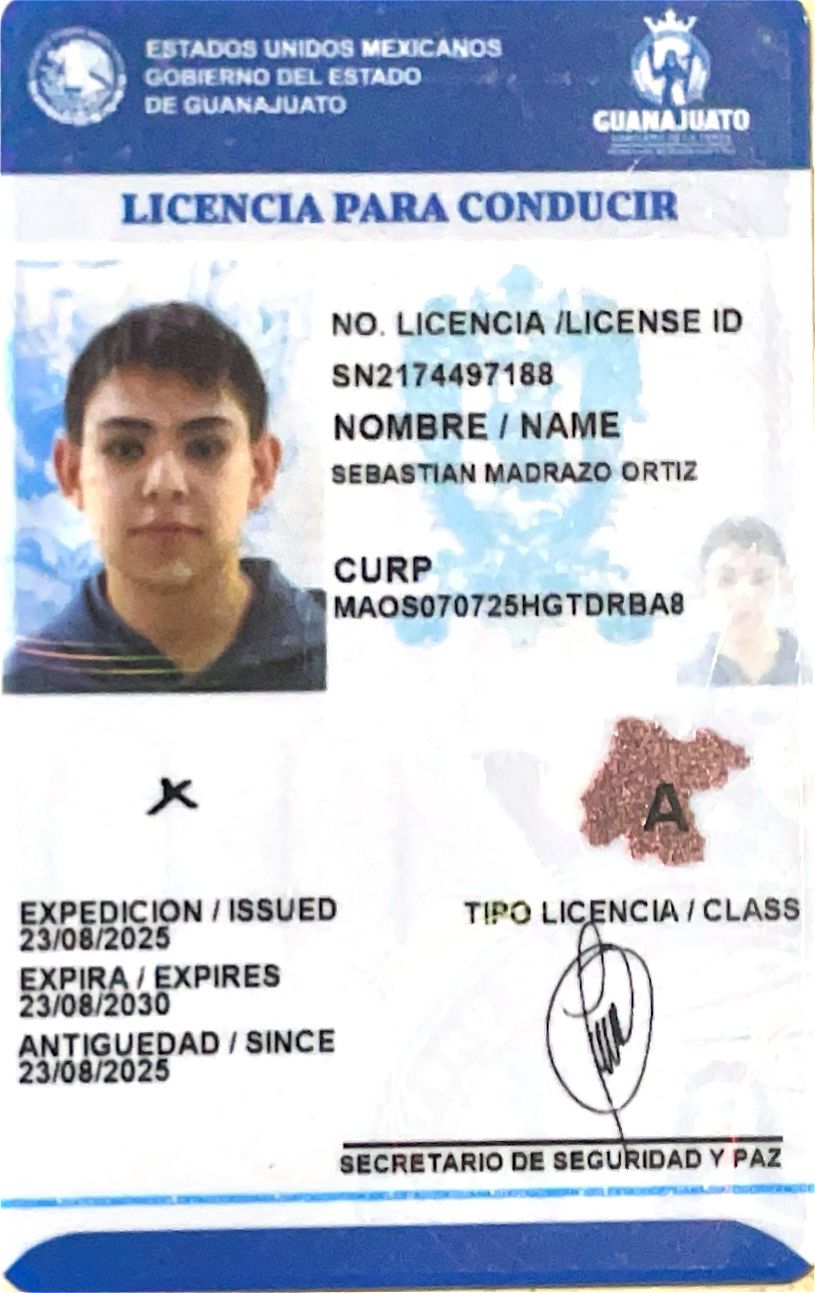 ESTADOS UNIDOS MEXICANOS
GOBIERNO DEL ESTADO
DE GUANAJUATO
GUANAJUATO
LICENCIA PARA CONDUCIR
NO. LICENCIA /LICENSE ID
SN2174497188
NOMBRE / NAME
SEBASTIAN MADRAZO ORTIZ
CURP
MAOS070725HGTDRBA8
A
EXPEDICION / ISSUED
23/08/2025
TIPO LICENCIA / CLASS
EXPIRA / EXPIRES
23/08/2030
ANTIGUEDAD / SINCE
23/08/2025
SECRETARIO DE SEGURIDAD Y PAZ